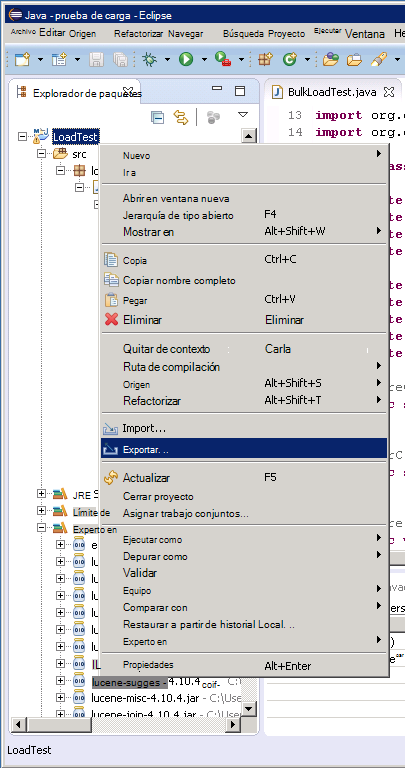 Java - prueba de carga - Eclipse
Archivo Editar Origen Refactorizar Navegar Búsqueda Proyecto Ejecutar Ventana He
Explorador de paquetes
BulkLoadTest.java
13 import org.
14 import org.
LoadTest
src
Nuevo
Ir a
Abrir en ventana nueva
Jerarquía de tipo abierto F4
Mostrar en Alt+Shift+W
Copia Ctrl+C
Copiar nombre completo
Pegar Ctrl+V
Eliminar Eliminar
Quitar de contexto Carla
Ruta de compilación
Origen Alt+Shift+S
Refactorizar Alt+Shift+T
Import...
Exportar. ..
Actualizar F5
Cerrar proyecto
Asignar trabajo conjuntos...
Ejecutar como
Depurar como
Validar
Equipo
Comparar con
Restaurar a partir de historial Local. ..
Experto en
Propiedades Alt+Enter
JRE S
Límite de
Experto en
lucene-sugges - 4.10.4 coif- C:\U
lucene-misc-4.10.4.jar - C:\Use
lucene-join-4.10.4.jar - C:\User
LoadTest